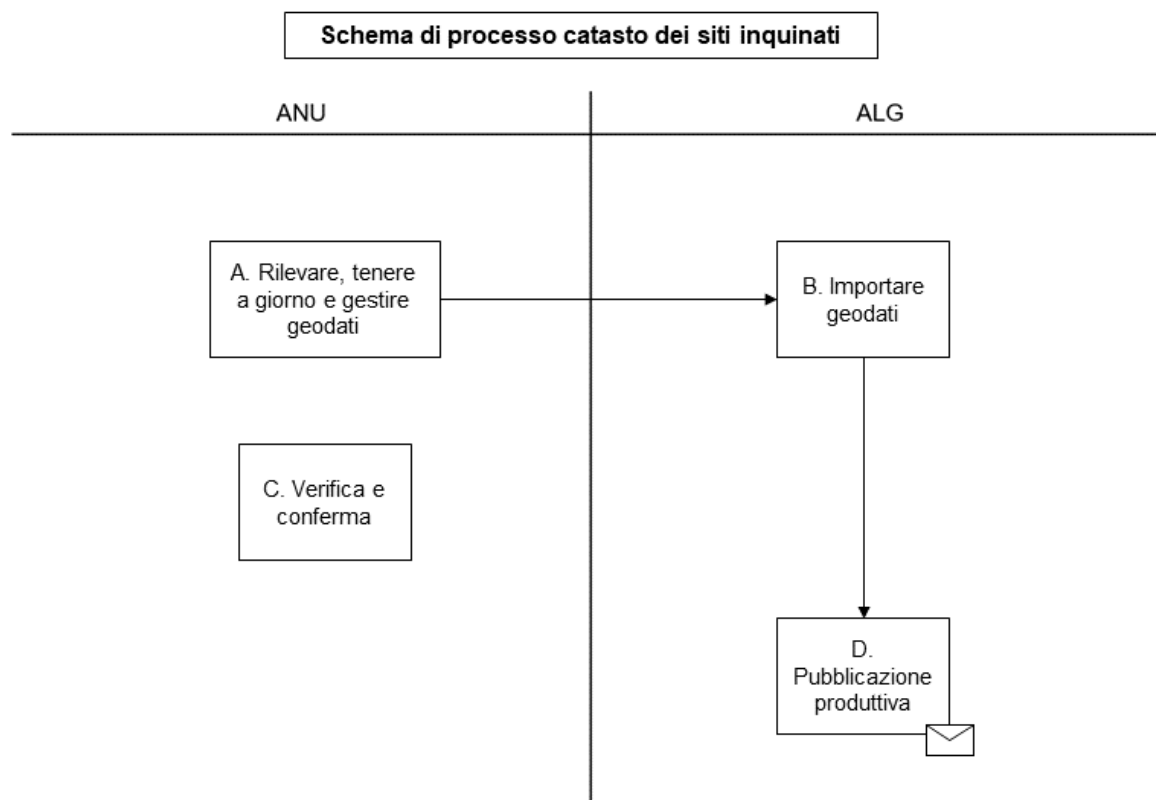 Schema di processo catasto dei siti inquinati
ANU
ALG
A. Rilevare, tenere
a giorno e gestire
geodati
B. Importare
geodati
C. Verifica e
conferma
D.
Pubblicazione
produttiva